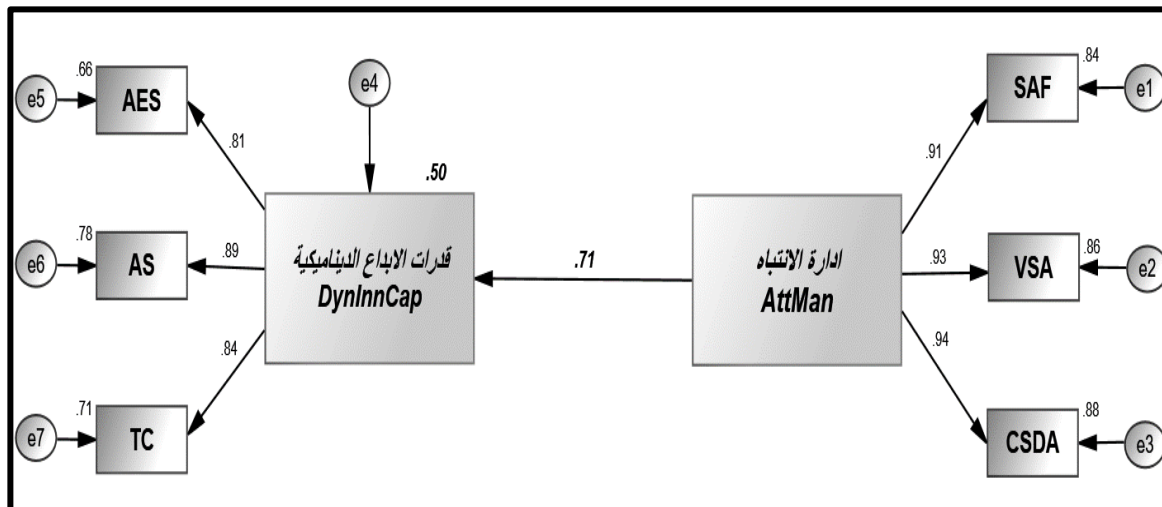 .66
e5
AES
.81
e4
.50
قدرات الابداع الديناميكية
DynInnCap
.78
e6
AS
.89
.84
.71
e7
TC
.71
ادارة الانتباه
AttMan
.84
SAF
e1
.91
.93
.86
VSA
e2
.94
.88
CSDA
e3